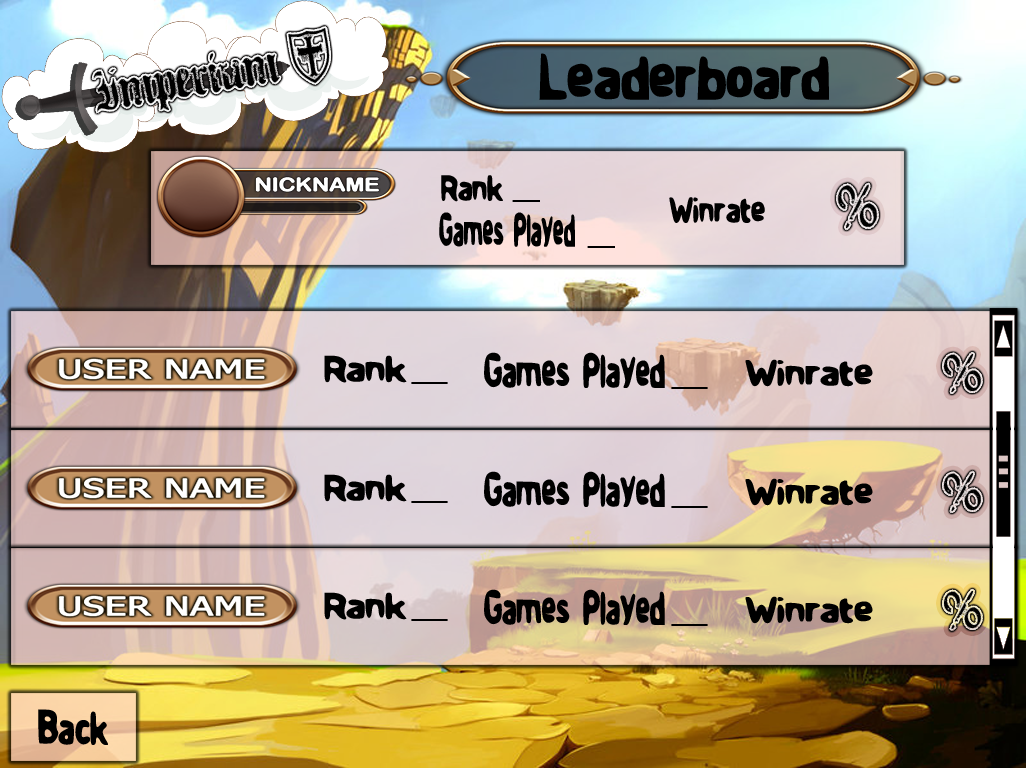 Imperium
Leaderboard
NICKNAME
Rank __
Games Played __
Winrate %
USER NAME Rank __ Games Played __ Winrate %
USER NAME Rank __ Games Played __ Winrate %
USER NAME Rank __ Games Played __ Winrate %
Back